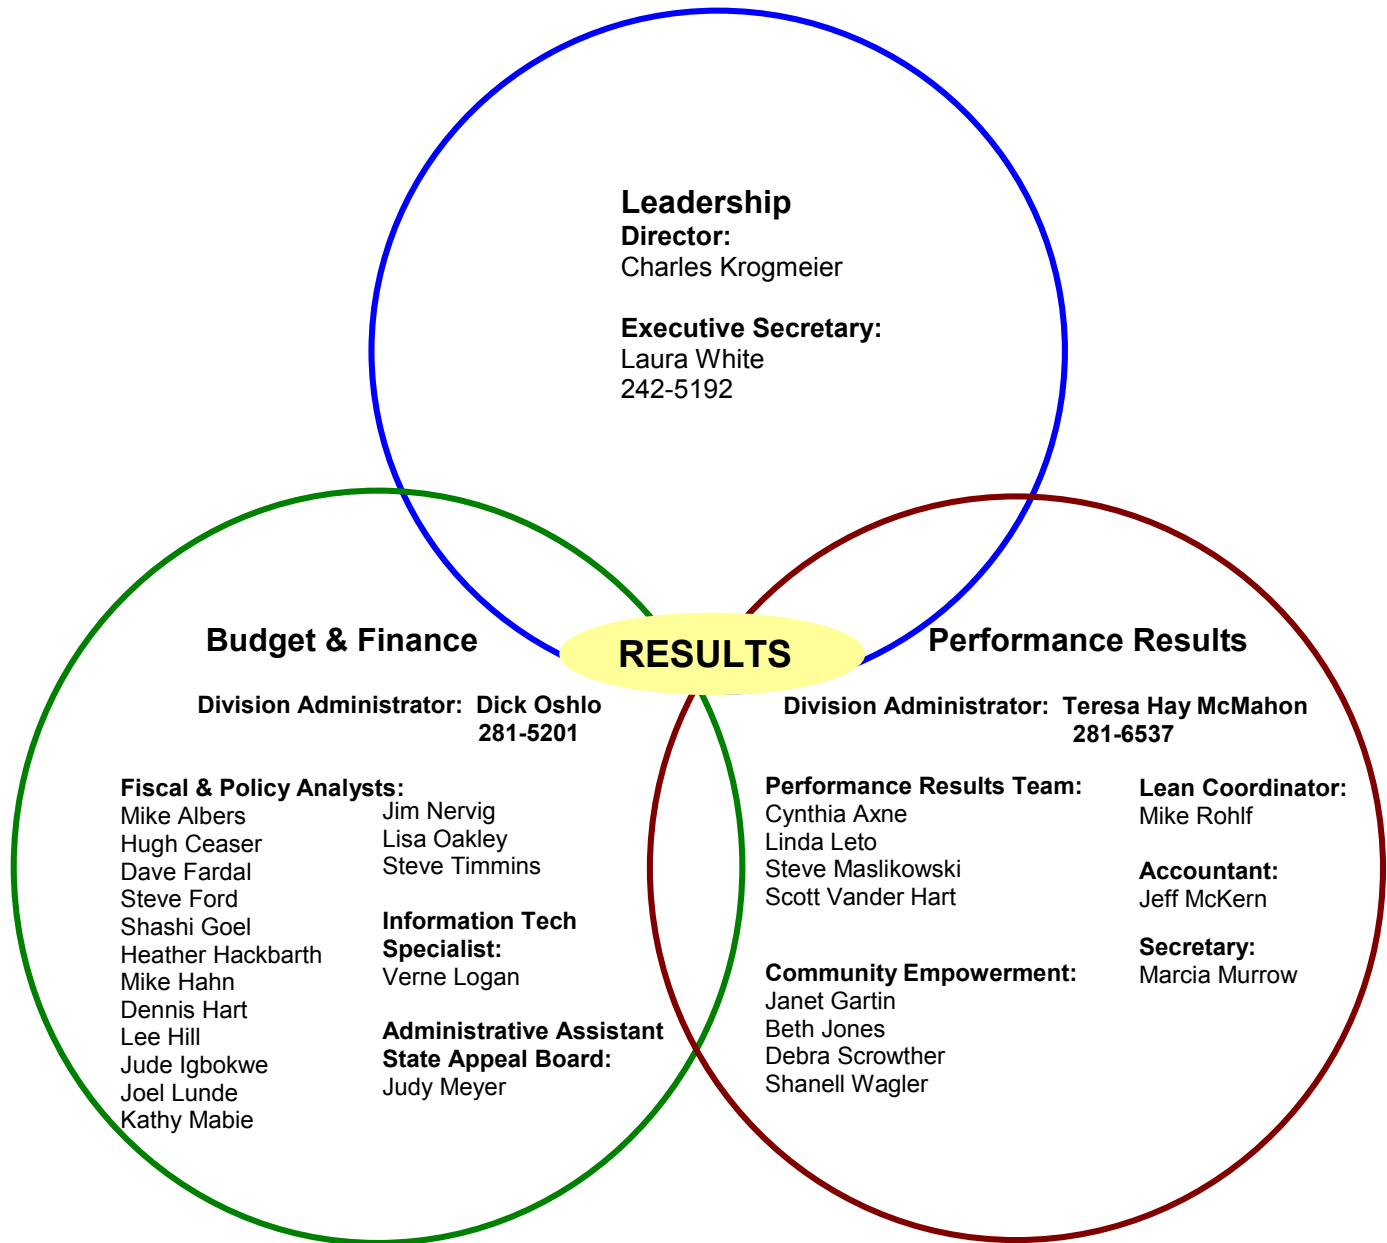 Leadership
Director:
Charles Krogmeier
Executive Secretary:
Laura White
242-5192
RESULTS
Budget & Finance
Division Administrator: Dick Oshlo
281-5201
Fiscal & Policy Analysts:
Mike Albers
Hugh Ceaser
Dave Fardal
Steve Ford
Shashi Goel
Heather Hackbarth
Mike Hahn
Dennis Hart
Lee Hill
Jude Igbokwe
Joel Lunde
Kathy Mabie
Jim Nervig
Lisa Oakley
Steve Timmins
Information Tech
Specialist:
Verne Logan
Administrative Assistant
State Appeal Board:
Judy Meyer
Performance Results
Division Administrator: Teresa Hay McMahon
281-6537
Performance Results Team:
Cynthia Axne
Linda Leto
Steve Maslikowski
Scott Vander Hart
Community Empowerment:
Janet Gartin
Beth Jones
Debra Scrowther
Shanell Wagler
Lean Coordinator:
Mike Rohlf
Accountant:
Jeff McKern
Secretary:
Marcia Murrow